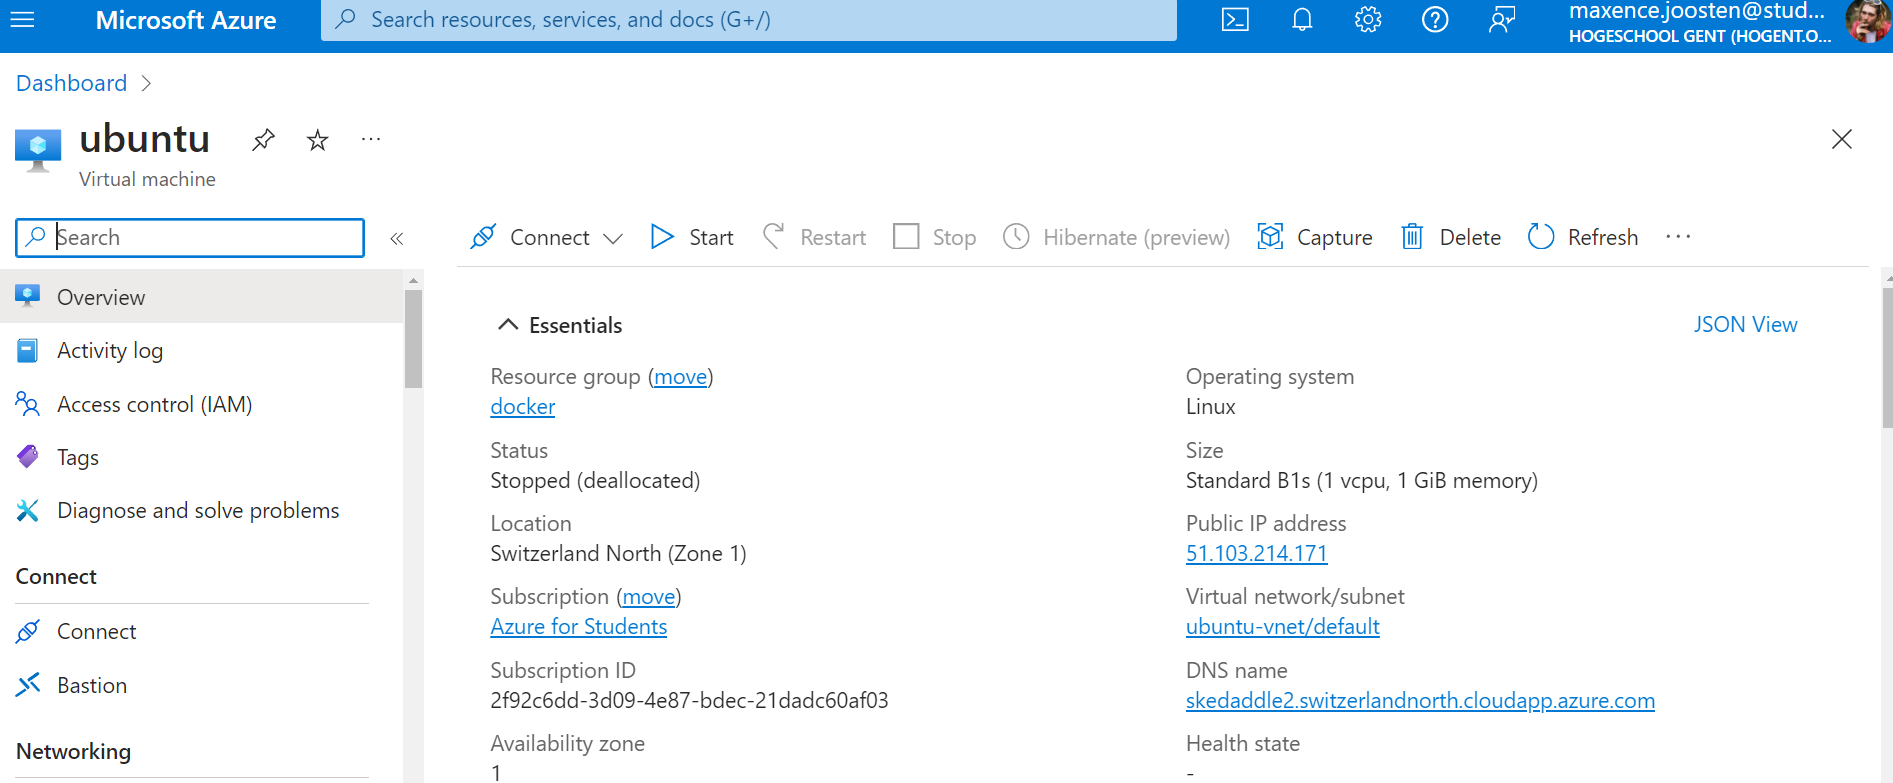 Microsoft Azure
Search resources, services, and docs (G+/)
maxence.joosten@stud...
HOGESCHOOL GENT (HOGENT.O...
Dashboard
ubuntu
Virtual machine
Search
Connect
Start
Restart
Stop
Hibernate (preview)
Capture
Delete
Refresh
Overview
Activity log
Access control (IAM)
Tags
Diagnose and solve problems
Connect
Connect
Bastion
Networking
Essentials
JSON View
Resource group (move)
docker
Status
Stopped (deallocated)
Location
Switzerland North (Zone 1)
Subscription (move)
Azure for Students
Subscription ID
2f92c6dd-3d09-4e87-bdec-21dadc60af03
Availability zone
1
Operating system
Linux
Size
Standard B1s (1 vcpu, 1 GiB memory)
Public IP address
51.103.214.171
Virtual network/subnet
ubuntu-vnet/default
DNS name
skedaddle2.switzerlandnorth.cloudapp.azure.com
Health state
-